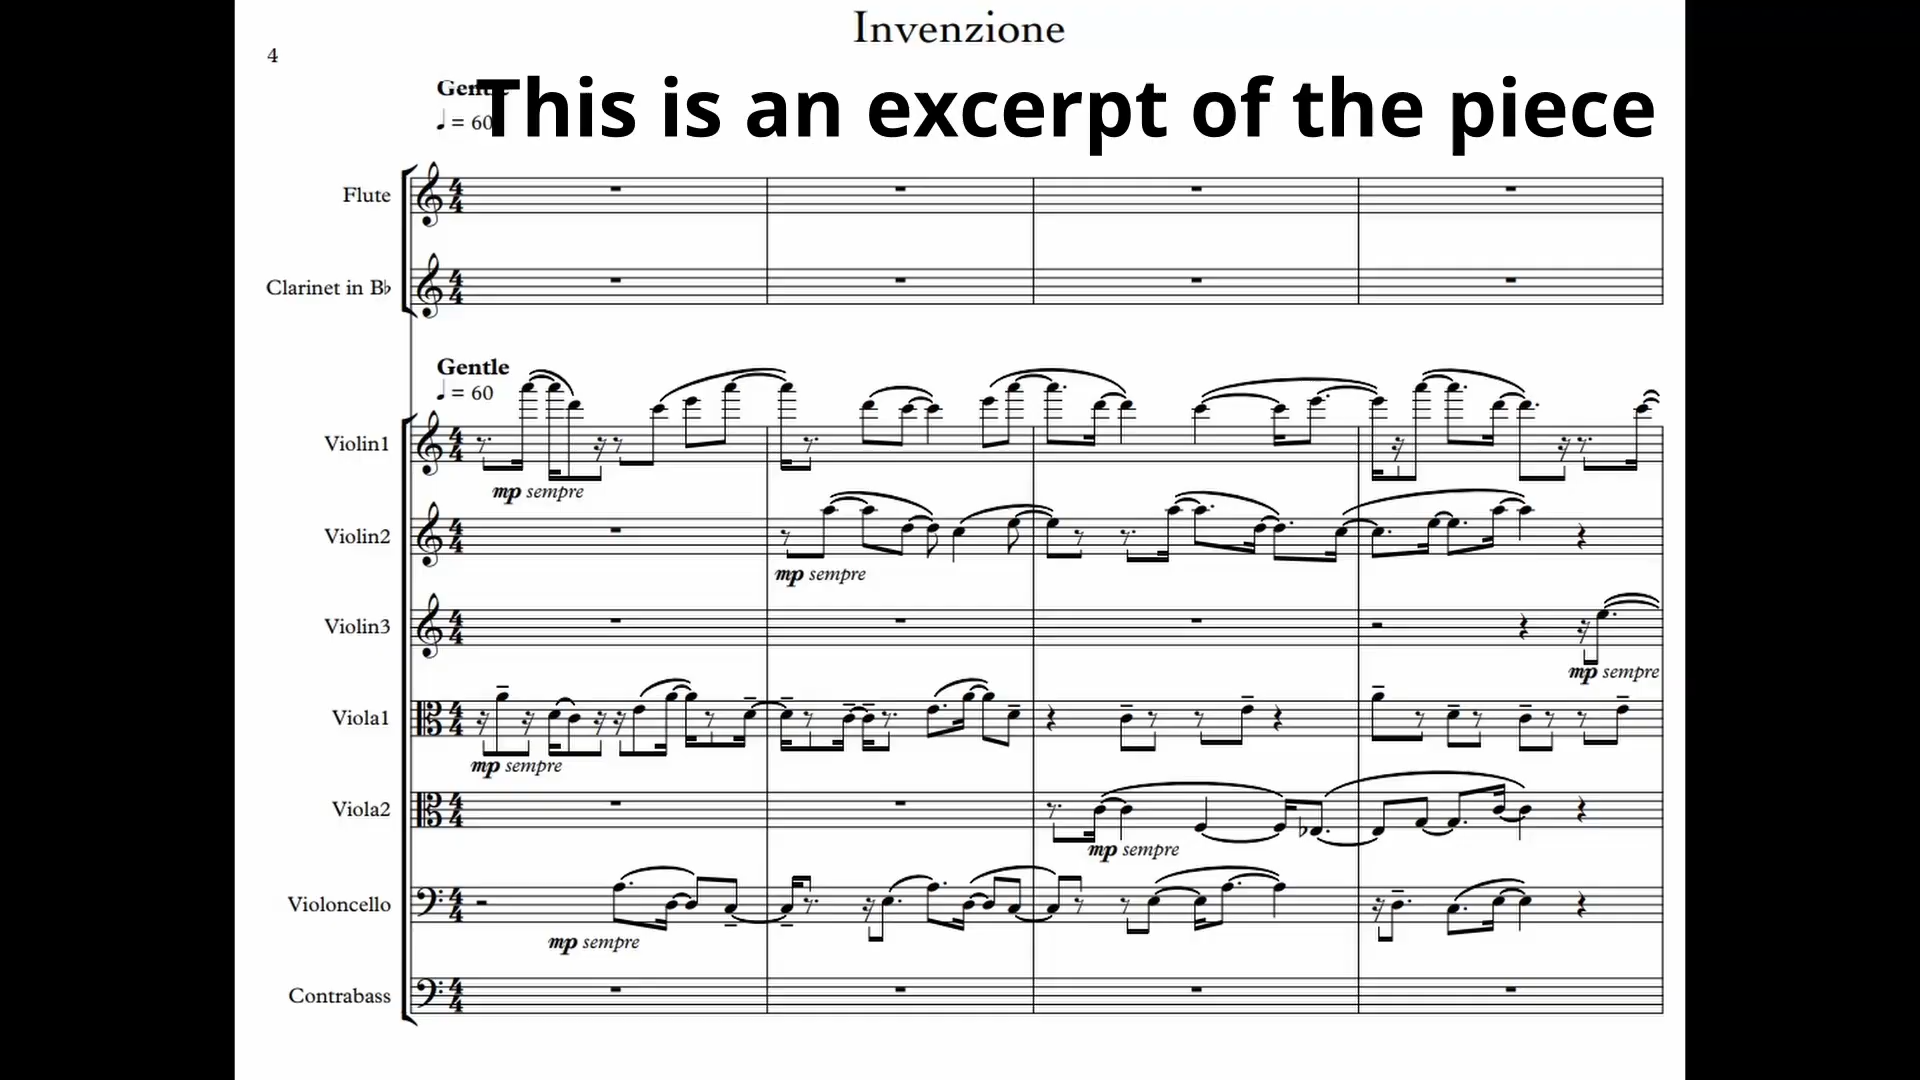 Invenzione
4
Gentle
This is an excerpt of the piece
♩ = 60
Flute
Clarinet in B♭
Gentle
♩ = 60
Violin1
mp sempre
Violin2
mp sempre
Violin3
mp sempre
Viola1
mp sempre
Viola2
mp sempre
Violoncello
mp sempre
Contrabass